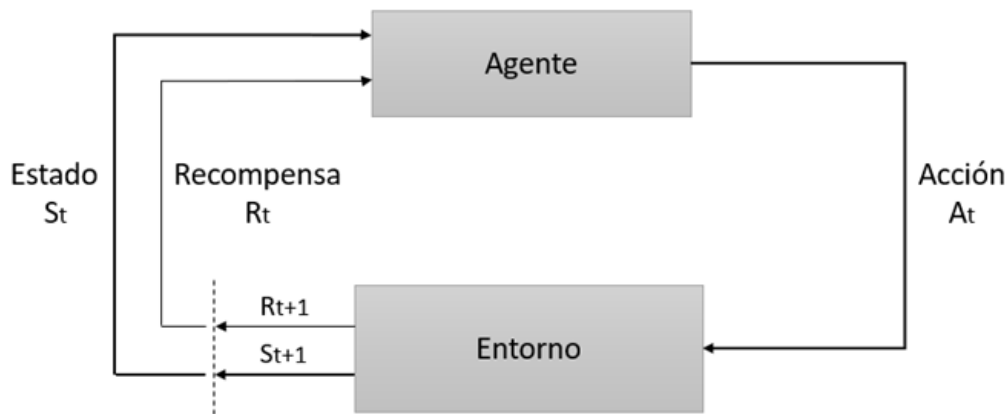 Agente
Estado
St
Recompensa
Rt
Acción
At
Rt+1
St+1
Entorno